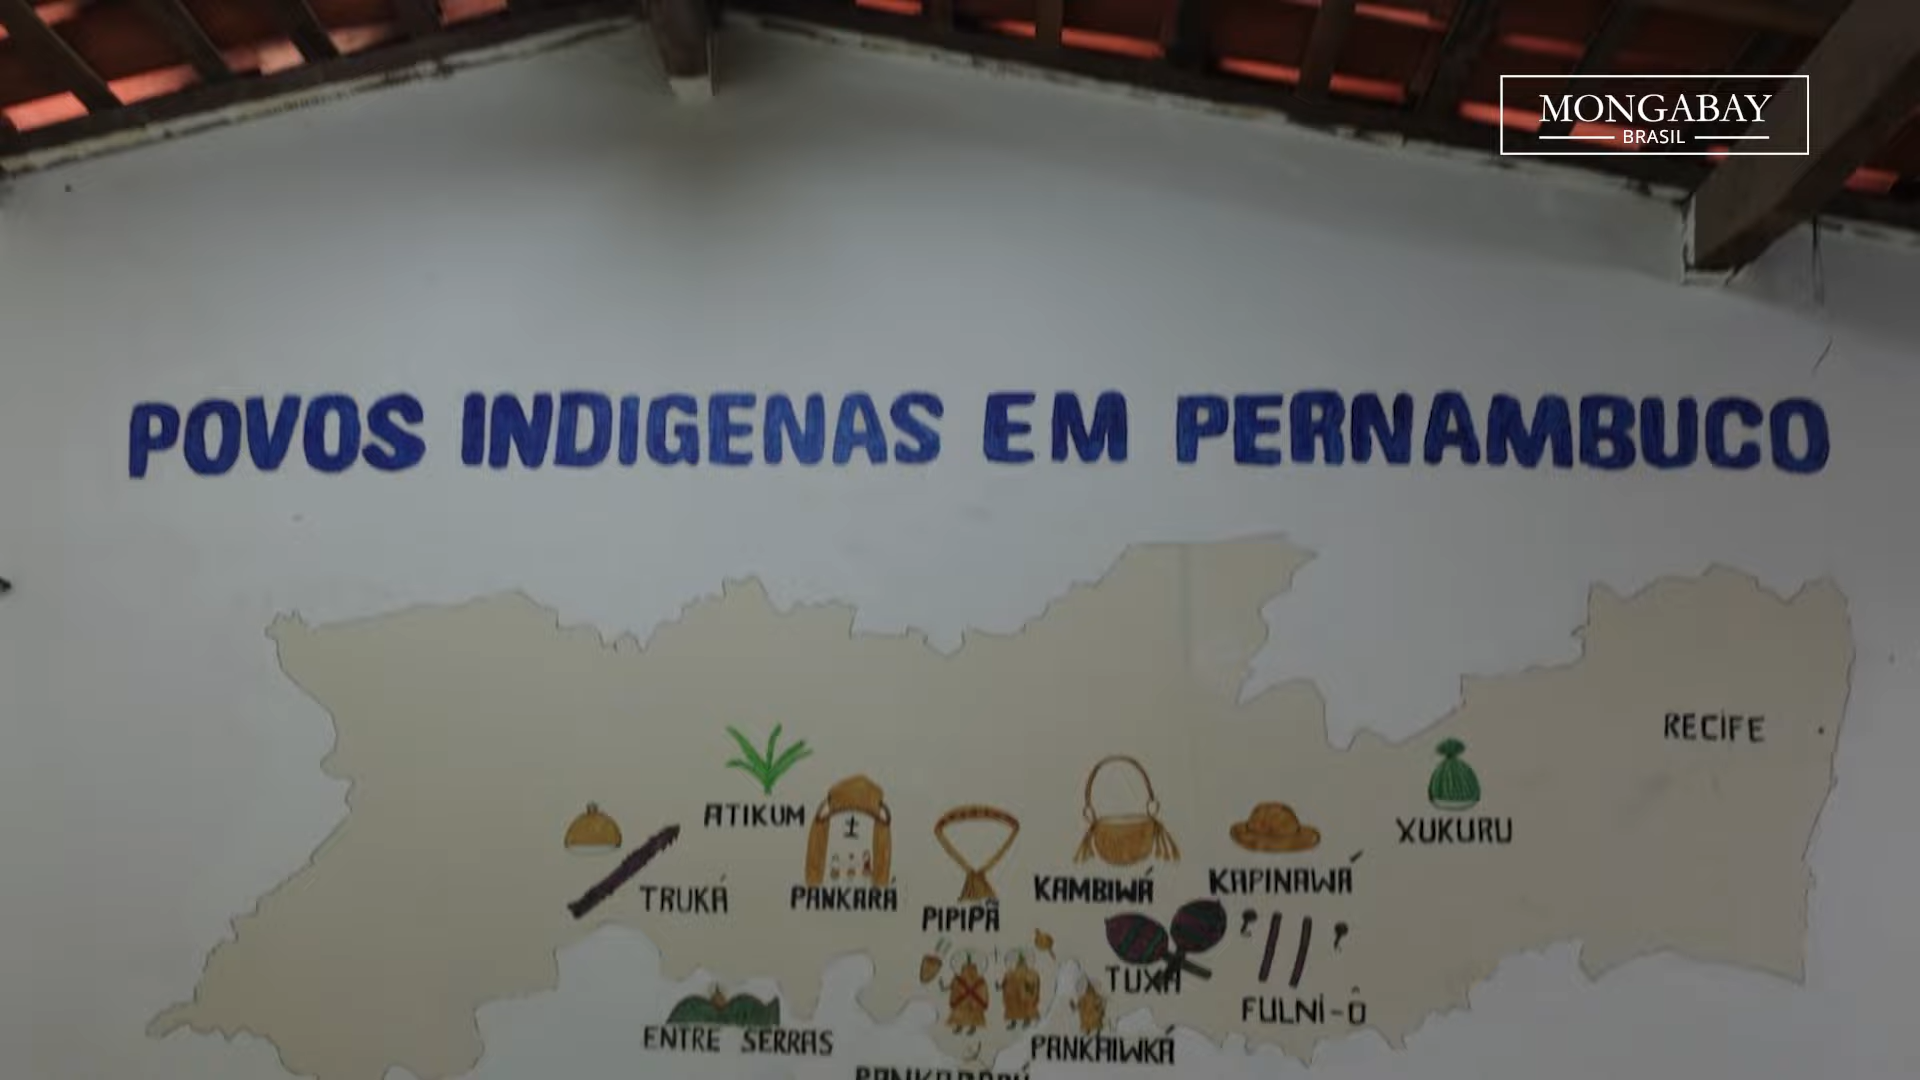 MONGABAY
BRASIL
POVOS INDIGENAS EM PERNAMBUCO
RECIFE
ATIKUM
XUKURU
TRUKÁ
PANKARÁ
PIPIPÃ
KAMBIWÁ
KAPINAWÁ
TUXÁ
FULNI-Ô
ENTRE SERRAS
PANKAIWKÁ